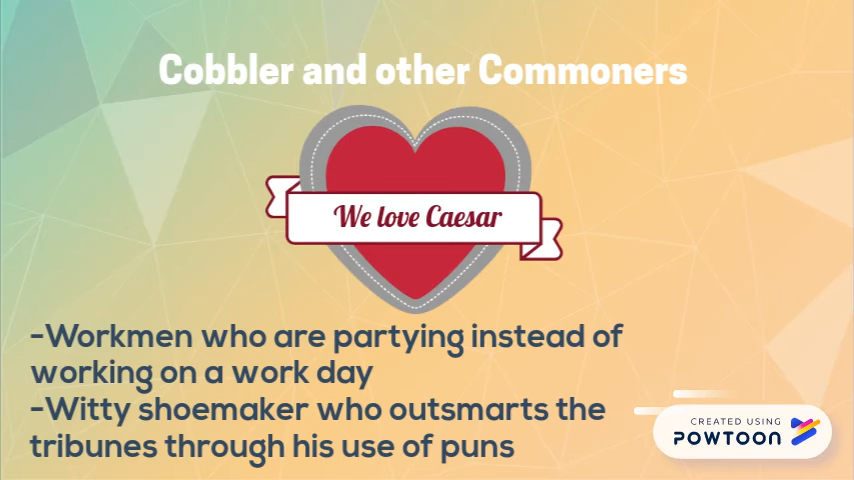 Cobbler and other Commoners
We love Caesar
-Workmen who are partying instead of
working on a work day
-Witty shoemaker who outsmarts the
tribunes through his use of puns
CREATED USING
POWTOON